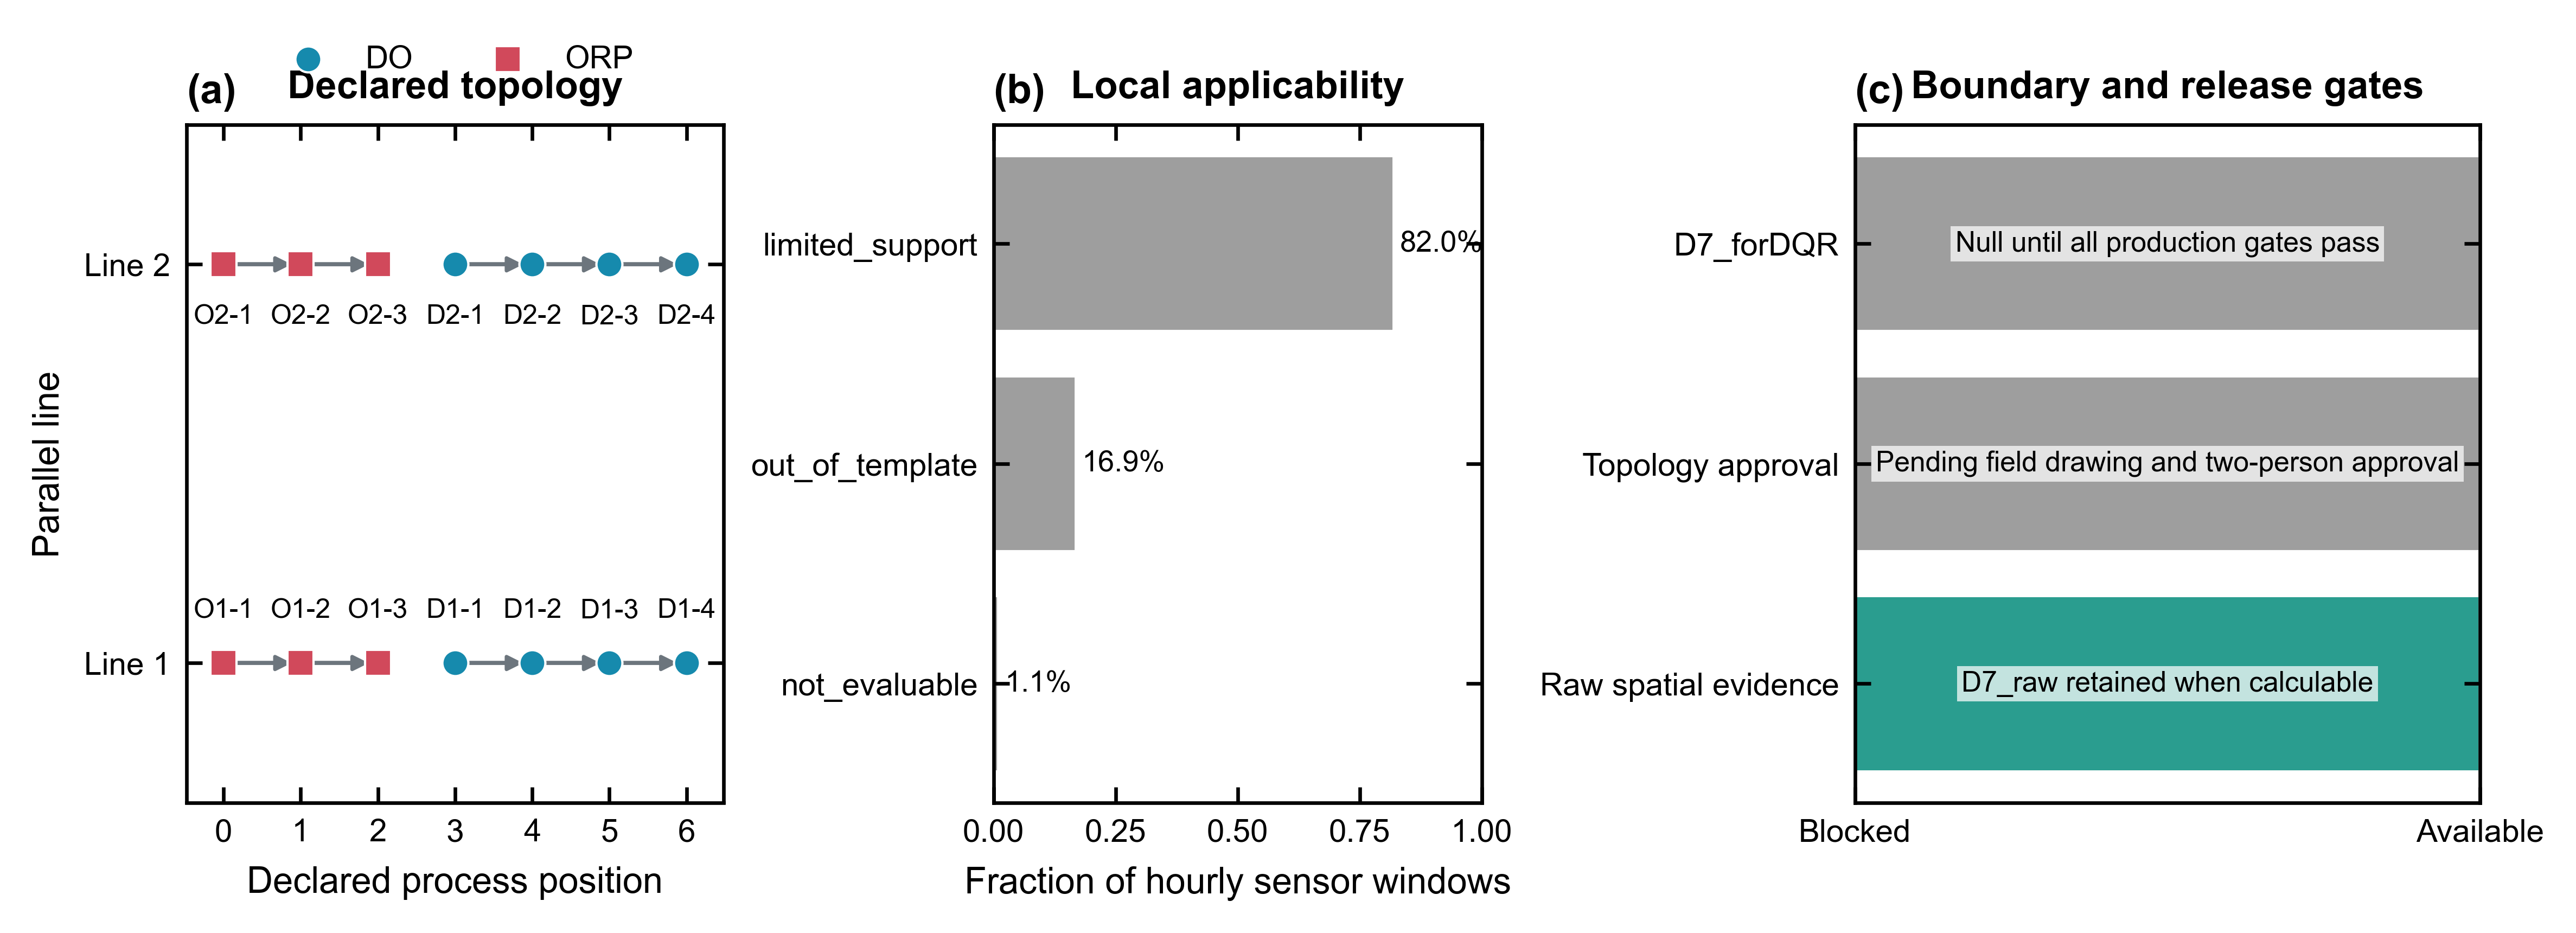 DO ORP
(a) Declared topology
Parallel line
Line 2
O2-1 O2-2 O2-3 D2-1 D2-2 D2-3 D2-4
O1-1 O1-2 O1-3 D1-1 D1-2 D1-3 D1-4
Line 1
0 1 2 3 4 5 6
Declared process position
(b) Local applicability
limited_support 82.0%
out_of_template 16.9%
not_evaluable 1.1%
0.00 0.25 0.50 0.75 1.00
Fraction of hourly sensor windows
(c) Boundary and release gates
D7_forDQR Null until all production gates pass
Topology approval Pending field drawing and two-person approval
Raw spatial evidence D7_raw retained when calculable
Blocked Available